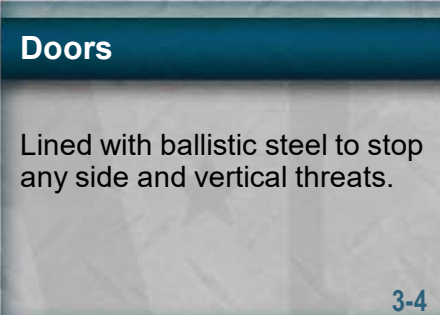 Doors
Lined with ballistic steel to stop
any side and vertical threats.
3-4